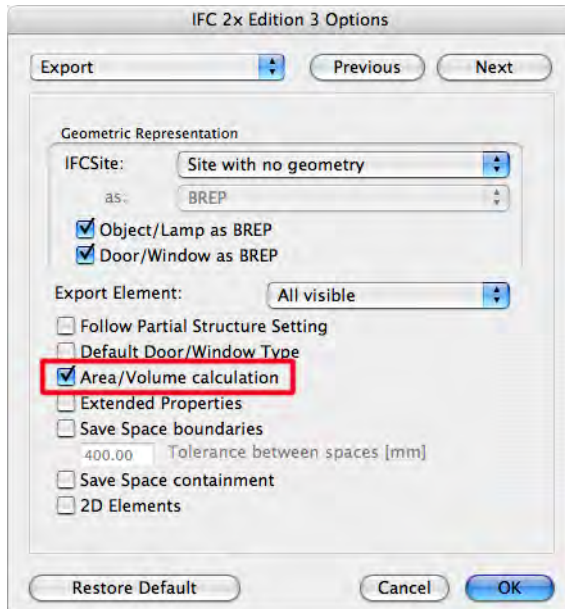 IFC 2x Edition 3 Options
Export Previous Next
Geometric Representation
IFCSite: Site with no geometry
as: BREP
Object/Lamp as BREP
Door/Window as BREP
Export Element: All visible
Follow Partial Structure Setting
Default Door/Window Type
Area/Volume calculation
Extended Properties
Save Space boundaries
400.00 Tolerance between spaces [mm]
Save Space containment
2D Elements
Restore Default Cancel OK